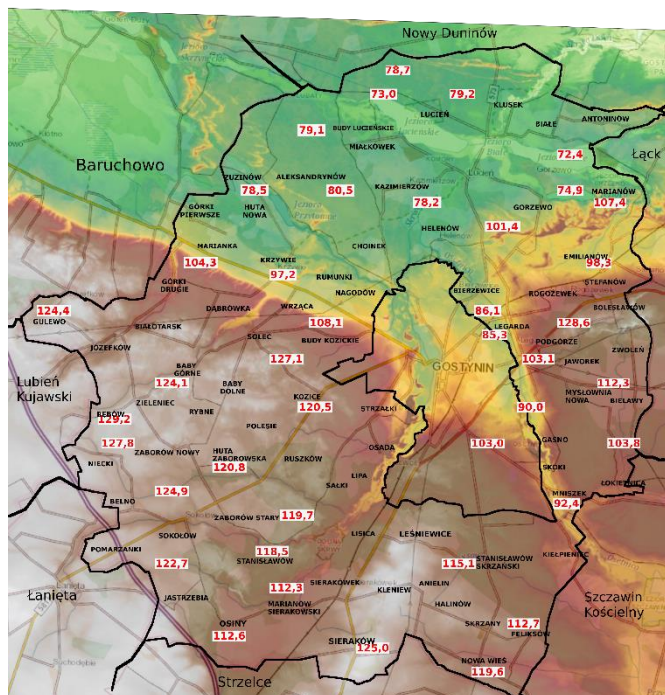 Nowy Duninów
78,7
73,0
79,2
LUCIEŃ
KLUSEK
BIAŁE
ANTONINÓW
79,1
BUDY LUCIEŃSKIE
MIAŁKÓWEK
Łąck
72,4
Baruchowo
ZUZINÓW
ALEKSANDRYNÓW
78,5
80,5
KAZIMIERZÓW
78,2
74,9
MARIANÓW
107,4
GÓRKI
PIERWSZE
HUTA
NOWA
GORZEWO
101,4
HELENÓW
MARIANKA
CHOINEK
104,3
KRZYWIE
97,2
RUMUNKI
EMILIANÓW
98,3
GÓRKI
DRUGIE
NAGODÓW
BIERZEWICE
ROGOŻEWEK
STEFANÓW
124,4
GULEWO
DĄBRÓWKA
WRZĄCA
86,1
BOLESŁAWÓW
BIAŁOTARSK
108,1
LEGARDA
128,6
85,3
JÓZEFKÓW
SOLEC
BUDY KOZICKIE
PODGÓRZE
ZWOLEŃ
127,1
103,1
JAWOREK
GOSTYNIN
Lubień
Kujawski
BABY
GÓRNE
124,1
BABY
DOLNE
112,3
MYSŁOWNIA
NOWA
BIELAWY
ZIELENIEC
RYBNE
KOZICE
120,5
STRZAŁKI
90,0
BĘBÓW
129,2
POLESIE
127,8
ZABORÓW NOWY
HUTA
ZABOROWSKA
120,8
RUSZKÓW
OSADA
103,0
GAŚNO
103,8
NIECKI
SAŁKI
LIPA
SKOKI
ŁOKIETNICA
BELNO
124,9
MNISZEK
92,4
ZABORÓW STARY
119,7
SOKOŁÓW
LISICA
LEŚNIEWICE
POMARZANKI
118,5
STANISŁAWÓW
KIEŁPIENIEC
122,7
115,1
STANISŁAWÓW
SKRZAŃSKI
Łanięta
JASTRZĘBIA
112,3
SIERAKÓWEK
KLENIEW
ANIELIN
Szczawin
Kościelny
MARIANÓW
SIERAKOWSKI
HALINÓW
OSINY
112,6
SKRZANY
112,7
FELIKSÓW
SIERAKÓW
125,0
NOWA WIEŚ
119,6
Strzelce